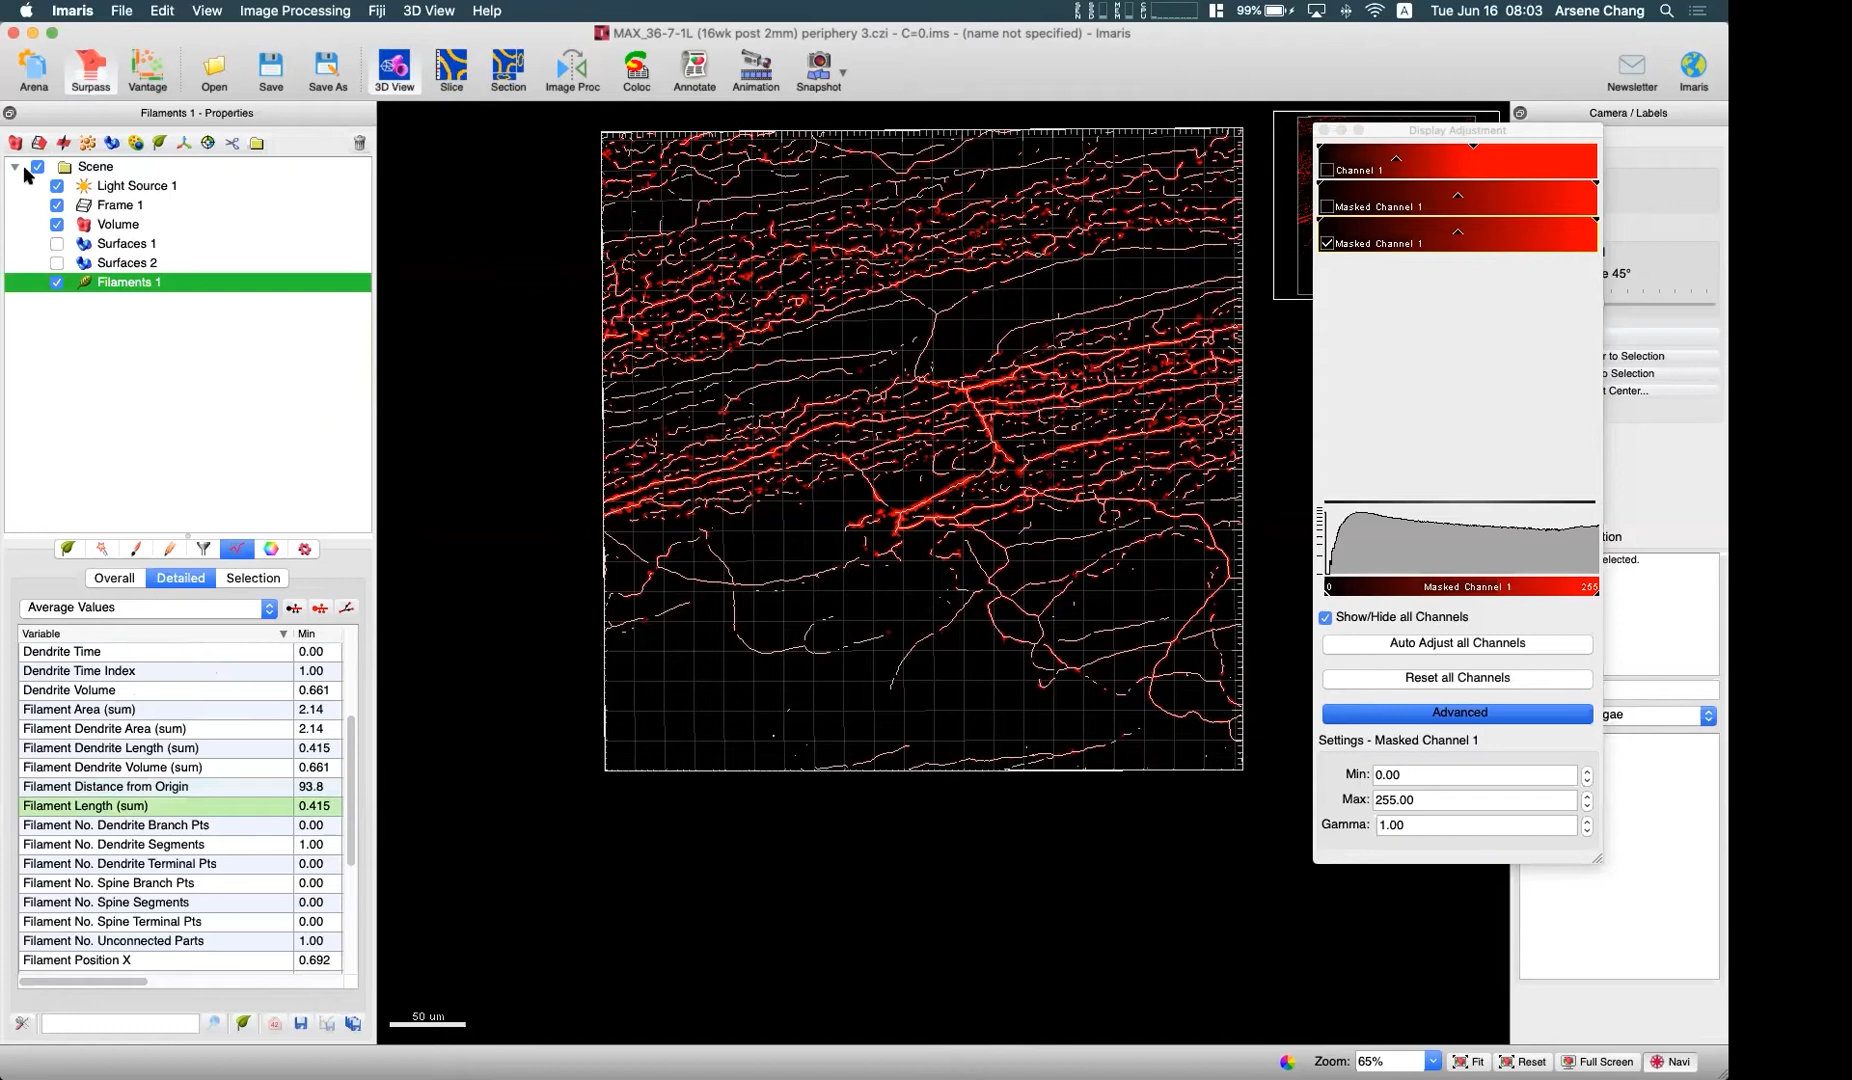 Imaris File Edit View Image Processing Fiji 3D View Help
99% A Tue Jun 16 08:03 Arsene Chang
MAX_36-7-1L (16wk post 2mm) periphery 3.czi - C=0.ims - (name not specified) - Imaris
Arena Surpass Vantage Open Save Save As 3D View Slice Section Image Proc Coloc Annotate Animation Snapshot Newsletter Imaris
Filaments 1 - Properties
Camera / Labels
Scene
Light Source 1
Frame 1
Volume
Surfaces 1
Surfaces 2
Filaments 1
Overall Detailed Selection
Average Values
Variable Min
Dendrite Time 0.00
Dendrite Time Index 1.00
Dendrite Volume 0.661
Filament Area (sum) 2.14
Filament Dendrite Area (sum) 2.14
Filament Dendrite Length (sum) 0.415
Filament Dendrite Volume (sum) 0.661
Filament Distance from Origin 93.8
Filament Length (sum) 0.415
Filament No. Dendrite Branch Pts 0.00
Filament No. Dendrite Segments 1.00
Filament No. Dendrite Terminal Pts 0.00
Filament No. Spine Branch Pts 0.00
Filament No. Spine Segments 0.00
Filament No. Spine Terminal Pts 0.00
Filament No. Unconnected Parts 1.00
Filament Position X 0.692
50 um
Display Adjustment
Channel 1
Masked Channel 1
Masked Channel 1
0 Masked Channel 1 255
Show/Hide all Channels
Auto Adjust all Channels
Reset all Channels
Advanced
Settings - Masked Channel 1
Min: 0.00
Max: 255.00
Gamma: 1.00
e 45°
r to Selection
o Selection
t Center...
tion
elected.
gae
Zoom: 65% Fit Reset Full Screen Navi